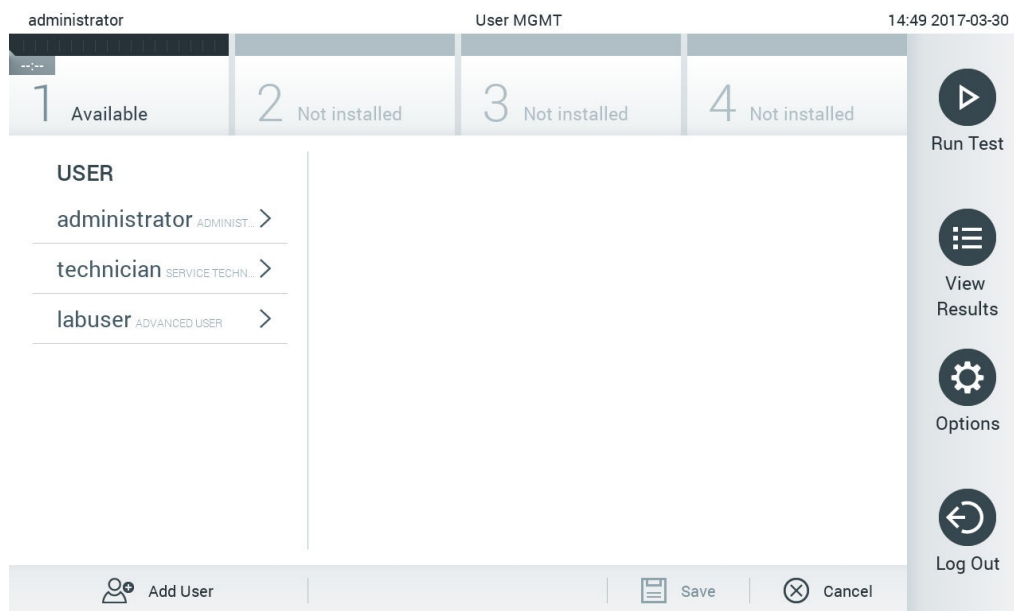 administrator User MGMT 14:49 2017-03-30
--:--
1 Available 2 Not installed 3 Not installed 4 Not installed
Run Test
USER
administrator ADMINIST...
technician SERVICE TECHN...
labuser ADVANCED USER
View
Results
Options
Log Out
Add User Save Cancel